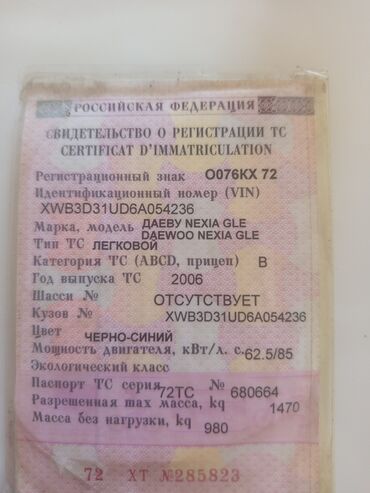 РОССИЙСКАЯ ФЕДЕРАЦИЯ
СВИДЕТЕЛЬСТВО О РЕГИСТРАЦИИ ТС
CERTIFICAT D'IMMATRICULATION
Регистрационный знак О076КХ 72
Идентификационный номер (VIN)
XWB3D31UD6A054236
Марка, модель ДАЕВУ NEXIA GLE
DAEWOO NEXIA GLE
Тип ТС ЛЕГКОВОЙ
Категория ТС (ABCD, прицеп) B
Год выпуска ТС 2006
Шасси № ОТСУТСТВУЕТ
Кузов № XWB3D31UD6A054236
Цвет ЧЕРНО-СИНИЙ
Мощность двигателя, кВт/л. с. 62.5/85
Экологический класс
Паспорт ТС серия 72ТС № 680664
Разрешенная max масса, kg 1470
Масса без нагрузки, kg 980
72 ХТ №285823